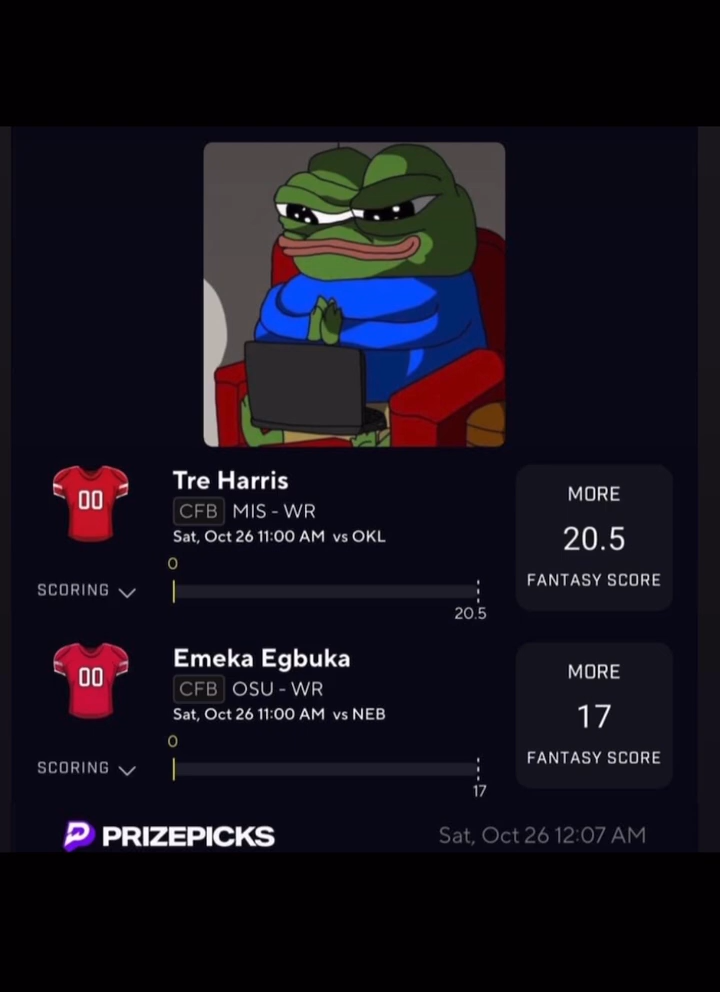 Tre Harris
CFB MIS - WR
Sat, Oct 26 11:00 AM vs OKL
00
SCORING
0
20.5
MORE
20.5
FANTASY SCORE
Emeka Egbuka
CFB OSU - WR
Sat, Oct 26 11:00 AM vs NEB
00
SCORING
0
17
MORE
17
FANTASY SCORE
PRIZEPICKS
Sat, Oct 26 12:07 AM